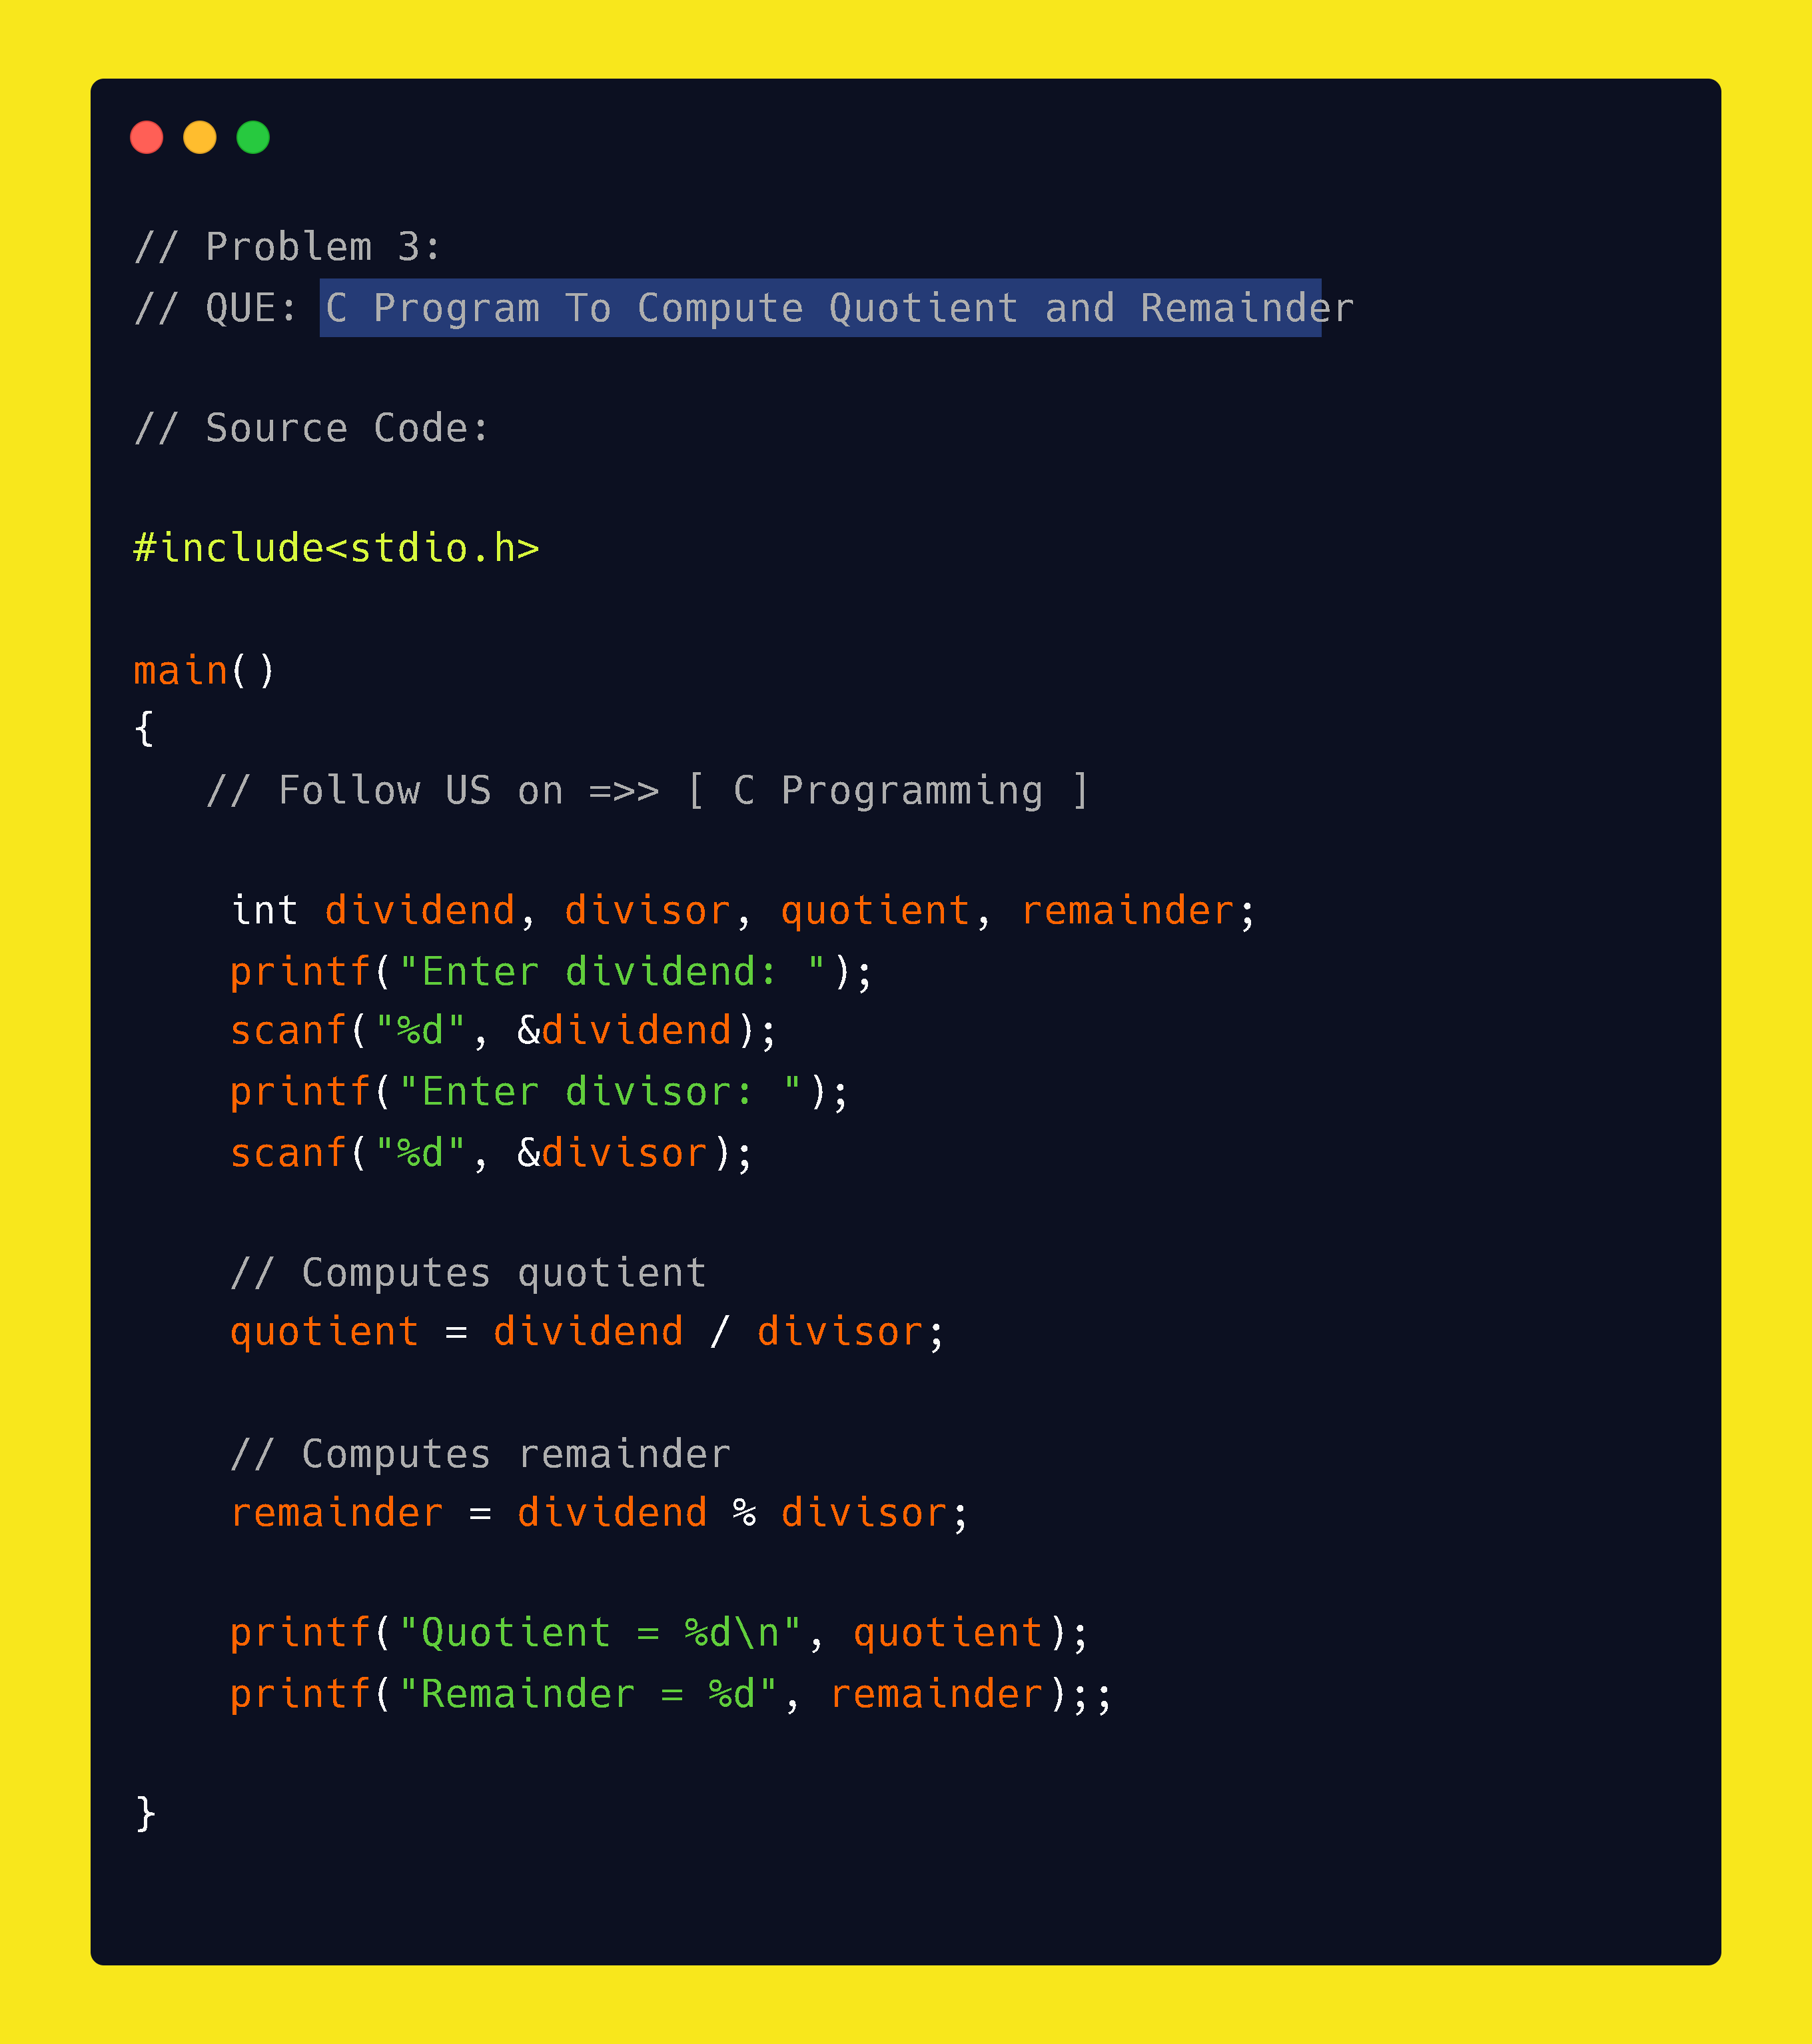 // Problem 3:
// QUE: C Program To Compute Quotient and Remainder
// Source Code:
#include<stdio.h>
main()
{
// Follow US on =>> [ C Programming ]
int dividend, divisor, quotient, remainder;
printf("Enter dividend: ");
scanf("%d", &dividend);
printf("Enter divisor: ");
scanf("%d", &divisor);
// Computes quotient
quotient = dividend / divisor;
// Computes remainder
remainder = dividend % divisor;
printf("Quotient = %d\n", quotient);
printf("Remainder = %d", remainder);;
}